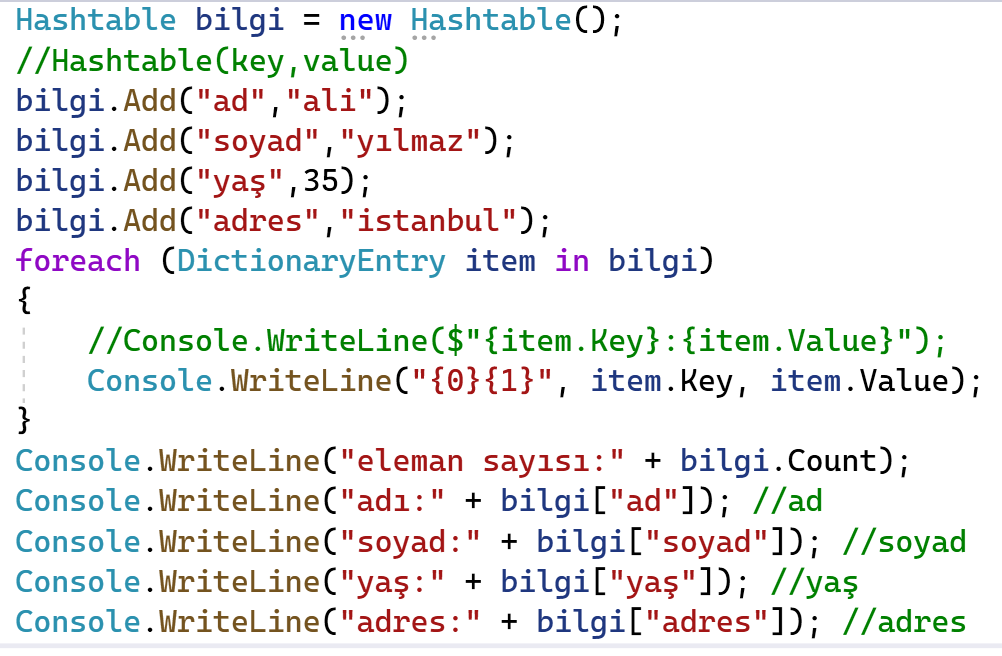 Hashtable bilgi = new Hashtable();
//Hashtable(key,value)
bilgi.Add("ad","ali");
bilgi.Add("soyad","yılmaz");
bilgi.Add("yaş",35);
bilgi.Add("adres","istanbul");
foreach (DictionaryEntry item in bilgi)
{
    //Console.WriteLine($"{item.Key}:{item.Value}");
    Console.WriteLine("{0}{1}", item.Key, item.Value);
}
Console.WriteLine("eleman sayısı:" + bilgi.Count);
Console.WriteLine("adı:" + bilgi["ad"]); //ad
Console.WriteLine("soyad:" + bilgi["soyad"]); //soyad
Console.WriteLine("yaş:" + bilgi["yaş"]); //yaş
Console.WriteLine("adres:" + bilgi["adres"]); //adres